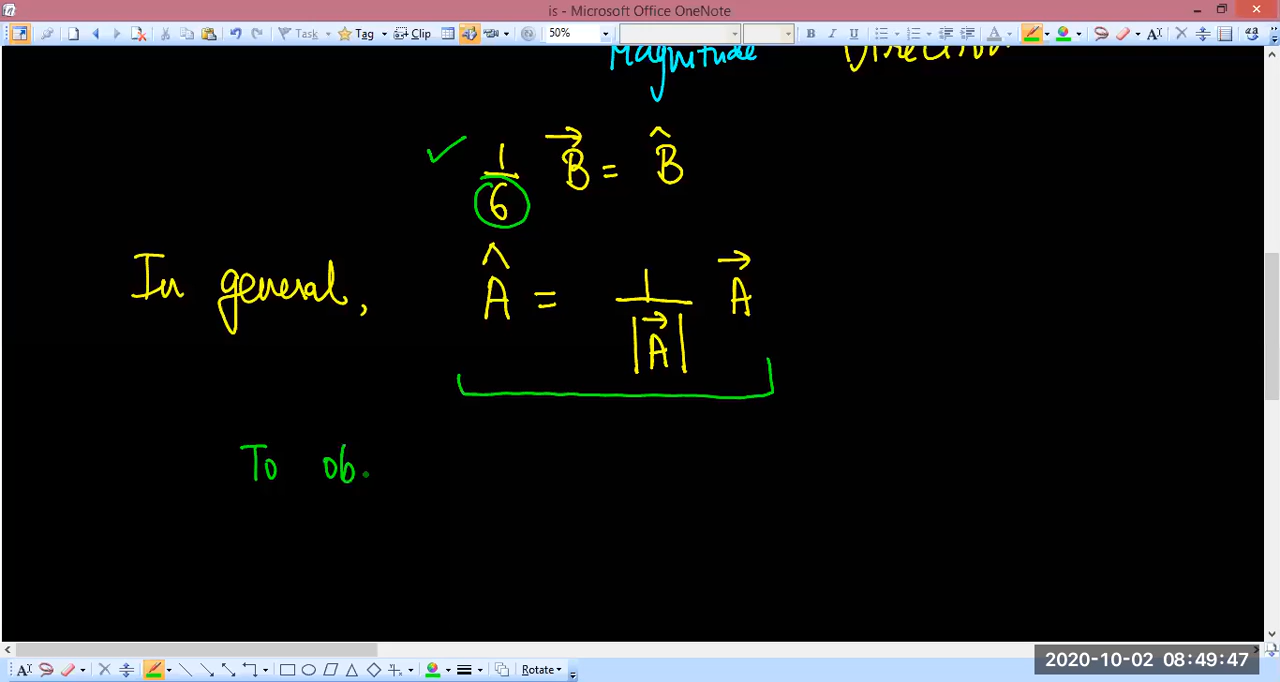 is - Microsoft Office OneNote
Task Tag Clip 50% B I U
Magnitude Direction
1/6 B⃗ = B̂
In general, Â = 1/|A⃗| A⃗
To ob
Rotate
2020-10-02 08:49:47